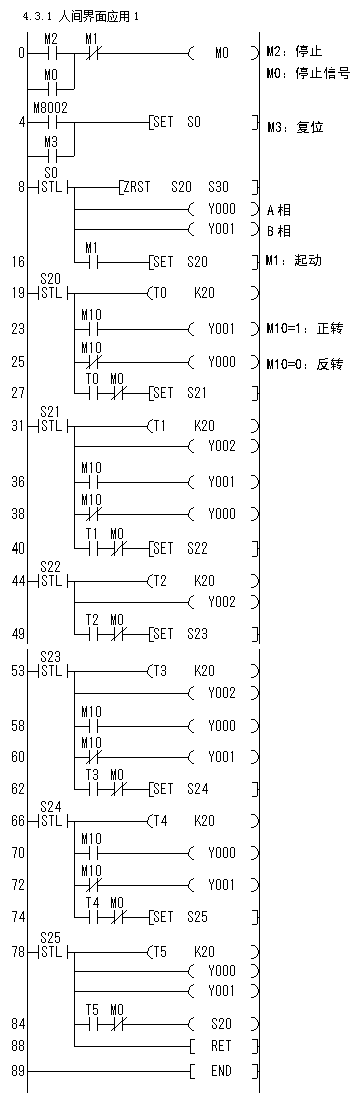 4.3.1 人间界面应用1
M2 M1
0 ( M0 ) M2：停止
M0 M0：停止信号
M8002
4 [SET S0 ]
M3 M3：复位
S0
8 STL [ZRST S20 S30 ]
( Y000 ) A相
( Y001 ) B相
M1
16 [SET S20 ] M1：起动
S20
19 STL (T0 K20 )
M10
23 ( Y001 ) M10=1：正转
M10
25 ( Y000 ) M10=0：反转
T0 M0
27 [SET S21 ]
S21
31 STL (T1 K20 )
( Y002 )
M10
36 ( Y001 )
M10
38 ( Y000 )
T1 M0
40 [SET S22 ]
S22
44 STL (T2 K20 )
( Y002 )
T2 M0
49 [SET S23 ]
S23
53 STL (T3 K20 )
( Y002 )
M10
58 ( Y000 )
M10
60 ( Y001 )
T3 M0
62 [SET S24 ]
S24
66 STL (T4 K20 )
M10
70 ( Y000 )
M10
72 ( Y001 )
T4 M0
74 [SET S25 ]
S25
78 STL (T5 K20 )
( Y000 )
( Y001 )
T5 M0
84 ( S20 )
88 [ RET ]
89 [ END ]